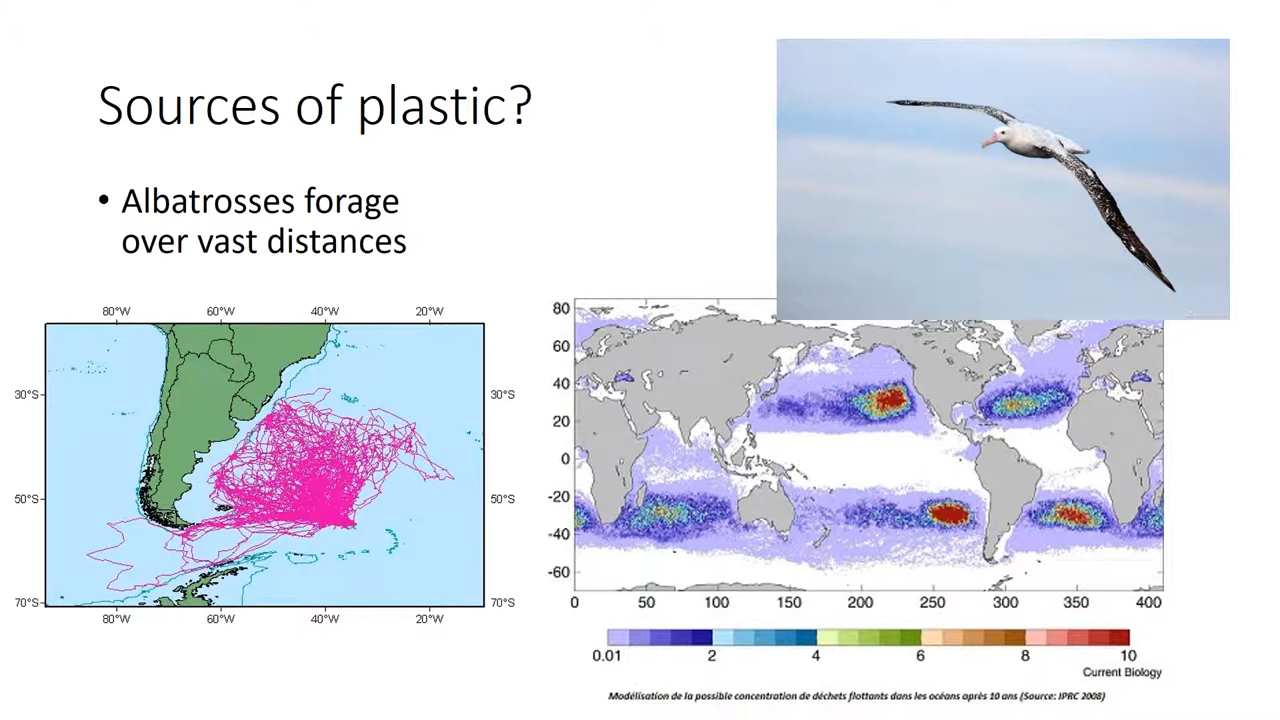 Sources of plastic?
• Albatrosses forage
over vast distances
80°W 60°W 40°W 20°W
30°S 30°S
50°S 50°S
70°S 70°S
80°W 60°W 40°W 20°W
80
60
40
20
0
-20
-40
-60
0 50 100 150 200 250 300 350 400
0.01 2 4 6 8 10
Current Biology
Modélisation de la possible concentration de déchets flottants dans les océans après 10 ans (Source: IPRC 2008)